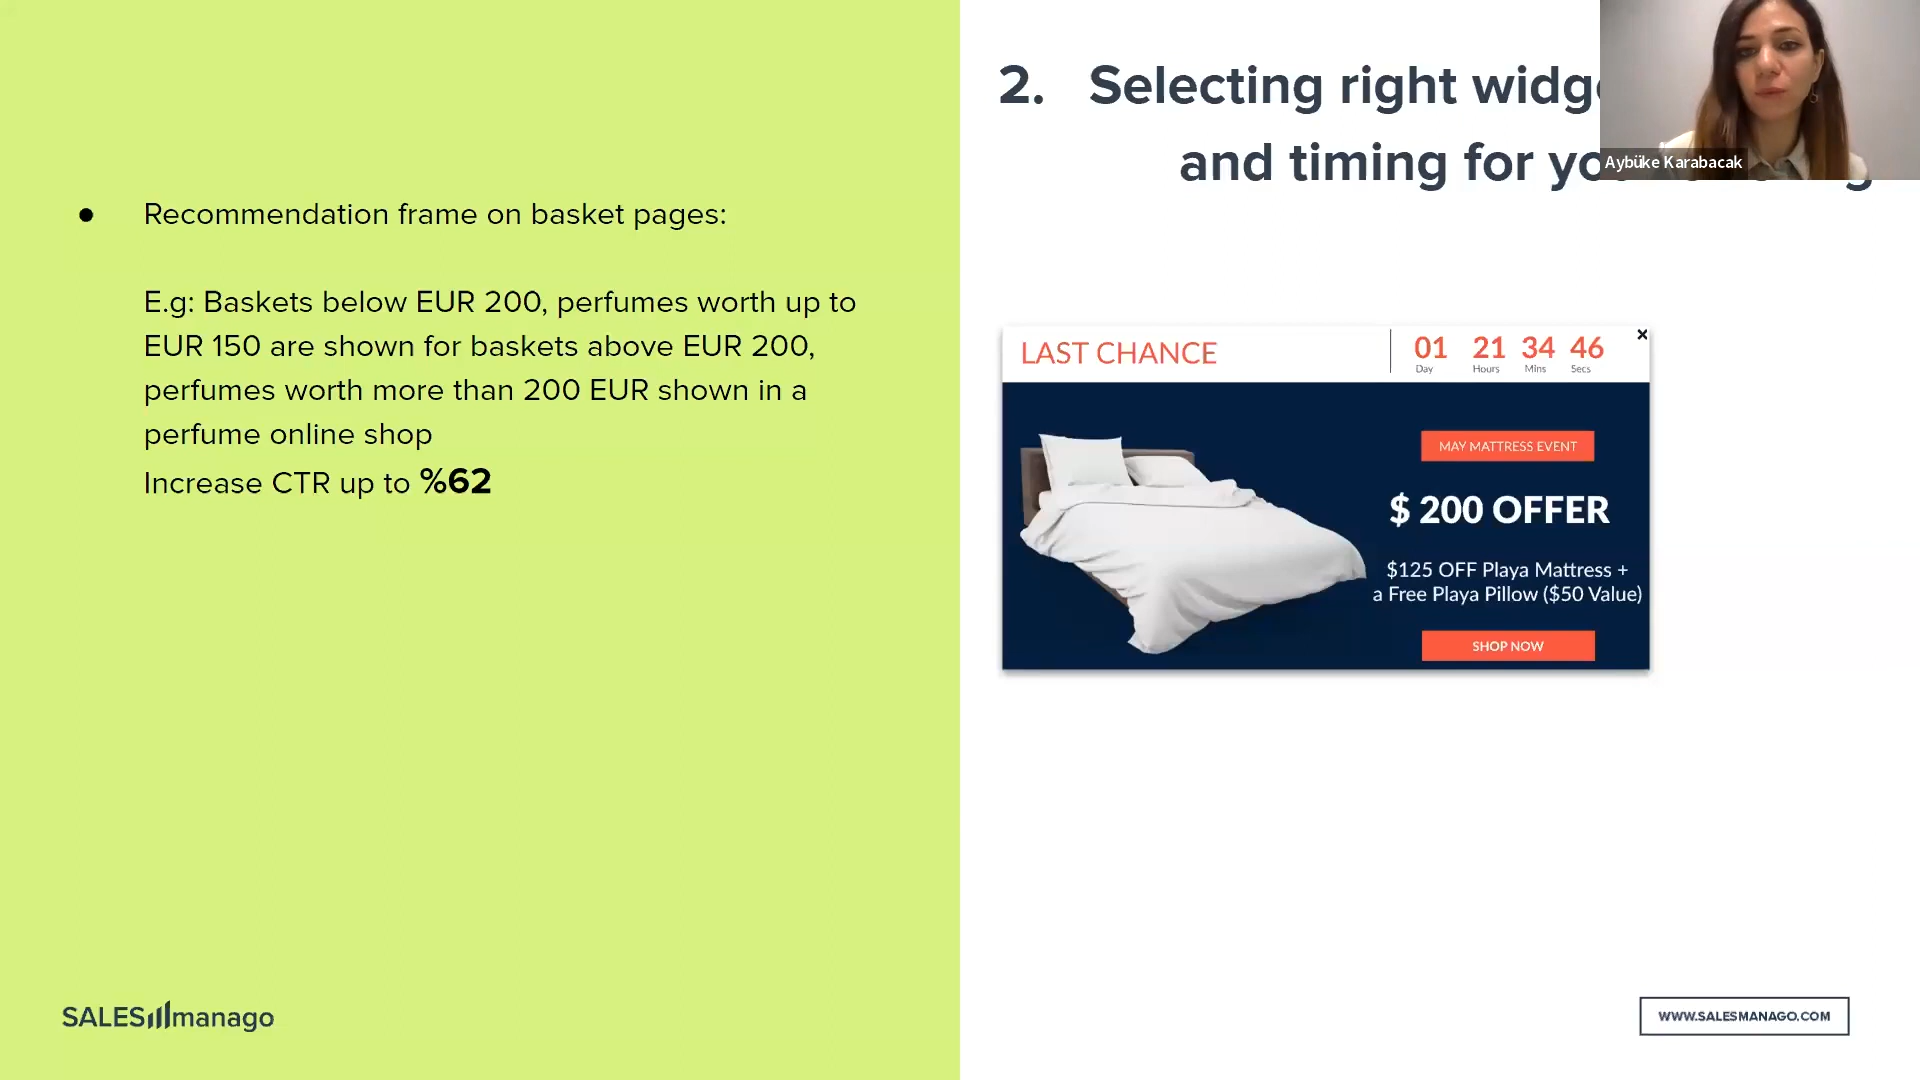 Recommendation frame on basket pages:
E.g: Baskets below EUR 200, perfumes worth up to
EUR 150 are shown for baskets above EUR 200,
perfumes worth more than 200 EUR shown in a
perfume online shop
Increase CTR up to %62
SALESmanago
2. Selecting right
and timing for
Aybüke Karabacak
LAST CHANCE
01 21 34 46
Day Hours Mins Secs
x
MAY MATTRESS EVENT
$ 200 OFFER
$125 OFF Playa Mattress +
a Free Playa Pillow ($50 Value)
SHOP NOW
WWW.SALESMANAGO.COM